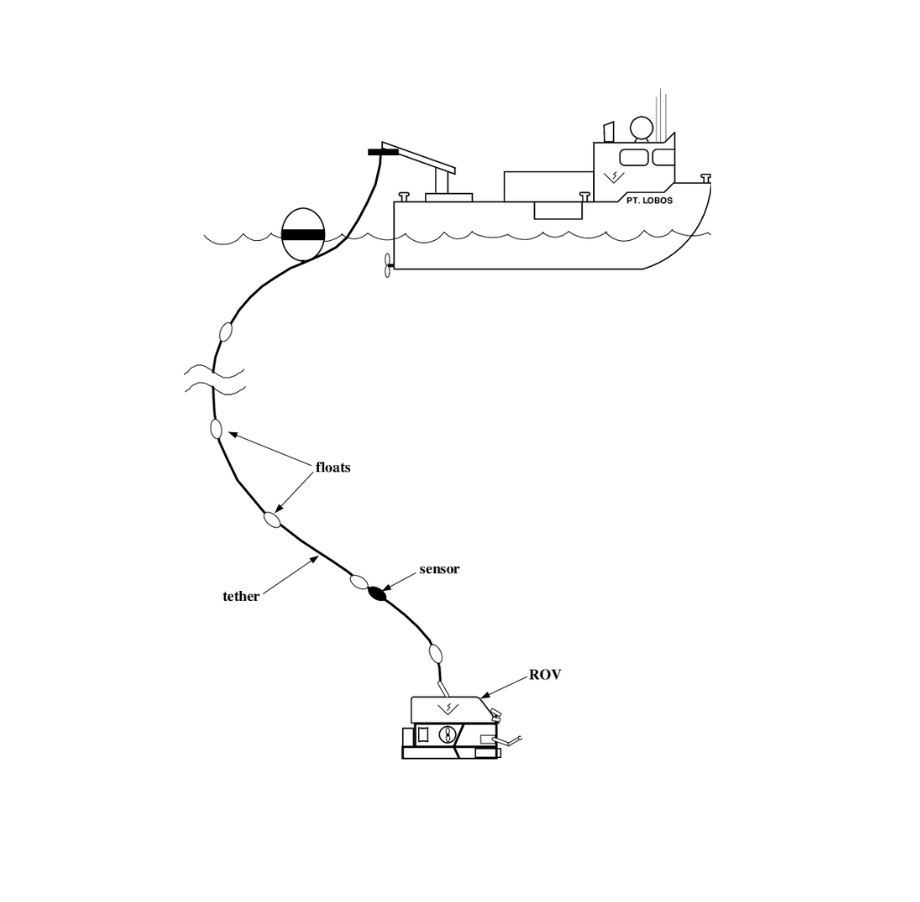 PT. LOBOS
floats
sensor
tether
ROV